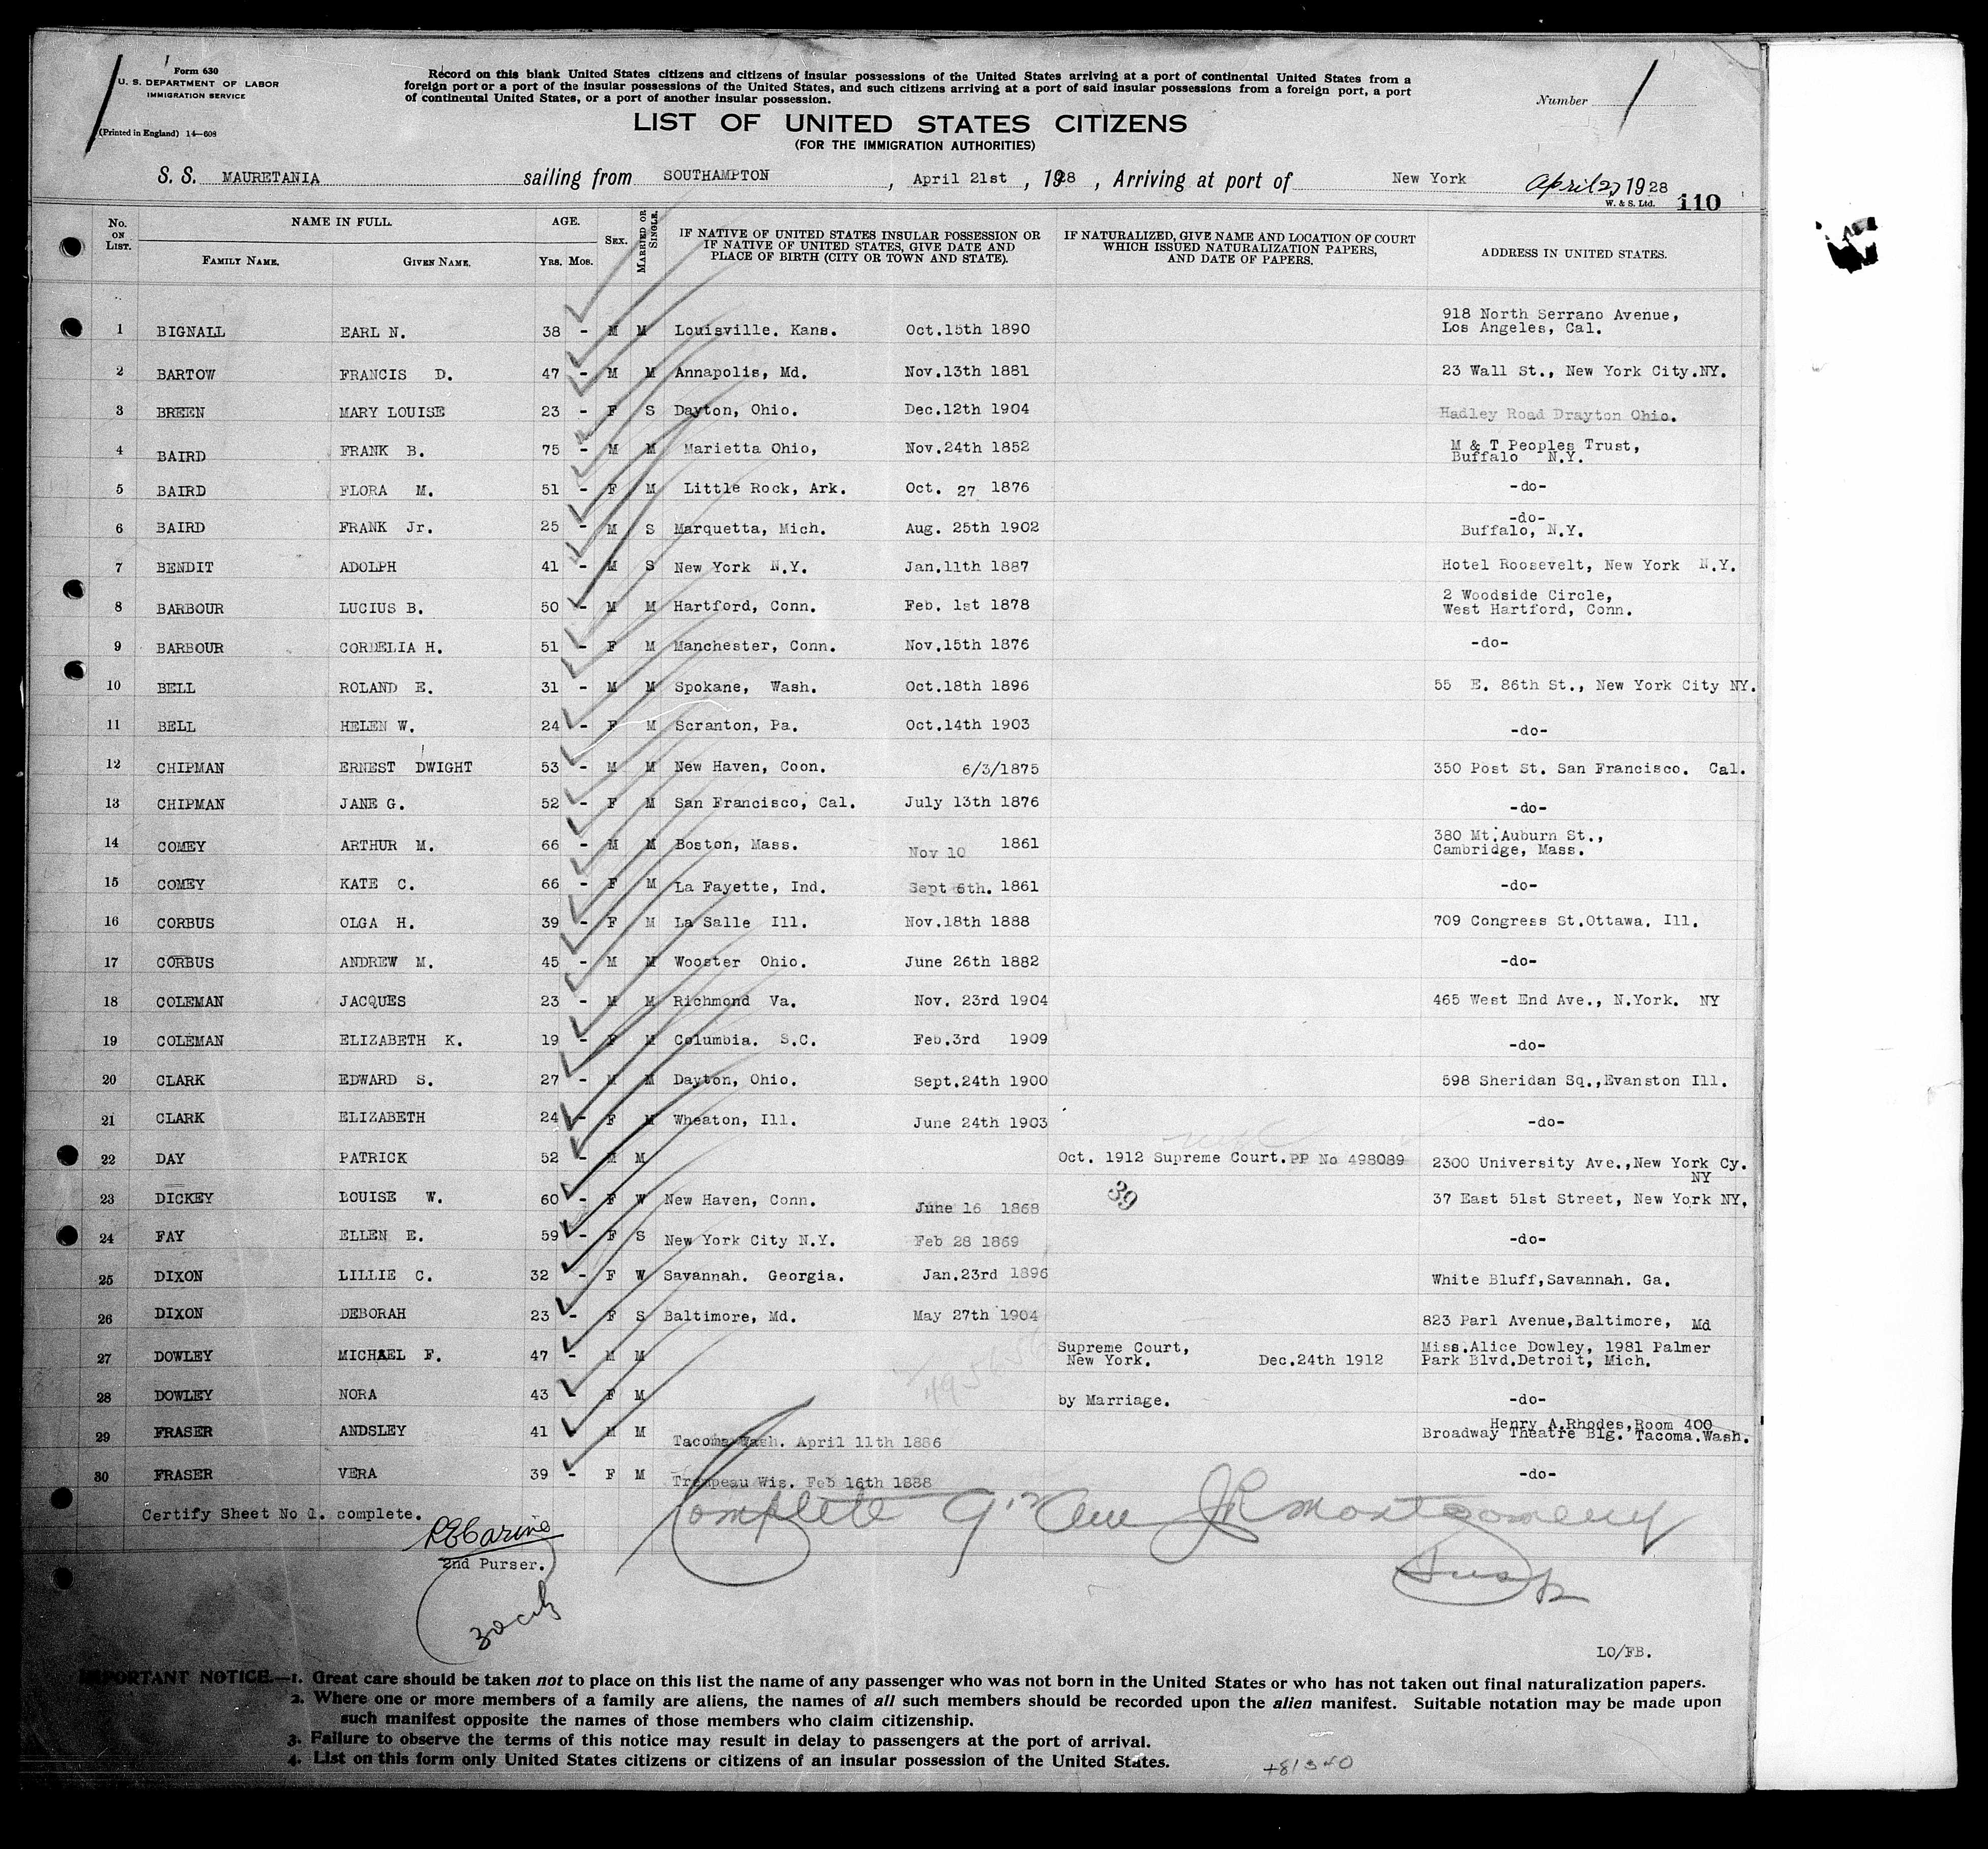 Form 630
U. S. DEPARTMENT OF LABOR
IMMIGRATION SERVICE
(Printed in England) 14—608
Record on this blank United States citizens and citizens of insular possessions of the United States arriving at a port of continental United States from a
foreign port or a port of the insular possessions of the United States, and such citizens arriving at a port of said insular possessions from a foreign port, a port
of continental United States, or a port of another insular possession.
Number
LIST OF UNITED STATES CITIZENS
(FOR THE IMMIGRATION AUTHORITIES)
S. S. MAURETANIA sailing from SOUTHAMPTON, April 21st, 1928, Arriving at port of New York April 27 1928
W. & S. Ltd. 110
No. ON LIST. NAME IN FULL. FAMILY NAME. GIVEN NAME. AGE. YRS. MOS. SEX. MARRIED OR SINGLE. IF NATIVE OF UNITED STATES INSULAR POSSESSION OR IF NATIVE OF UNITED STATES, GIVE DATE AND PLACE OF BIRTH (CITY OR TOWN AND STATE). IF NATURALIZED, GIVE NAME AND LOCATION OF COURT WHICH ISSUED NATURALIZATION PAPERS, AND DATE OF PAPERS. ADDRESS IN UNITED STATES.
1 BIGNALL EARL N. 38 - M M Louisville. Kans. Oct.15th 1890 918 North Serrano Avenue, Los Angeles, Cal.
2 BARTOW FRANCIS D. 47 - M M Annapolis, Md. Nov.13th 1881 23 Wall St., New York City.NY.
3 BREEN MARY LOUISE 23 - F S Dayton, Ohio. Dec.12th 1904 Hadley Road Drayton Ohio.
4 BAIRD FRANK B. 75 - M M Marietta Ohio, Nov.24th 1852 M & T Peoples Trust, Buffalo N.Y.
5 BAIRD FLORA M. 51 - F M Little Rock, Ark. Oct. 27 1876 -do-
6 BAIRD FRANK Jr. 25 - M S Marquetta, Mich. Aug. 25th 1902 -do- Buffalo, N.Y.
7 BENDIT ADOLPH 41 - M S New York N.Y. Jan.11th 1887 Hotel Roosevelt, New York N.Y.
8 BARBOUR LUCIUS B. 50 - M M Hartford, Conn. Feb. 1st 1878 2 Woodside Circle, West Hartford, Conn.
9 BARBOUR CORDELIA H. 51 - F M Manchester, Conn. Nov.15th 1876 -do-
10 BELL ROLAND E. 31 - M M Spokane, Wash. Oct.18th 1896 55 E. 86th St., New York City NY.
11 BELL HELEN W. 24 - F M Scranton, Pa. Oct.14th 1903 -do-
12 CHIPMAN ERNEST DWIGHT 53 - M M New Haven, Coon. 6/3/1875 350 Post St. San Francisco. Cal.
13 CHIPMAN JANE G. 52 - F M San Francisco, Cal. July 13th 1876 -do-
14 COMEY ARTHUR M. 66 - M M Boston, Mass. Nov 10 1861 380 Mt. Auburn St., Cambridge, Mass.
15 COMEY KATE C. 66 - F M La Fayette, Ind. Sept 6th. 1861 -do-
16 CORBUS OLGA H. 39 - F M La Salle Ill. Nov.18th 1888 709 Congress St.Ottawa. Ill.
17 CORBUS ANDREW M. 45 - M M Wooster Ohio. June 26th 1882 -do-
18 COLEMAN JACQUES 23 - M M Richmond Va. Nov. 23rd 1904 465 West End Ave., N.York. NY
19 COLEMAN ELIZABETH K. 19 - F M Columbia. S.C. Feb.3rd 1909 -do-
20 CLARK EDWARD S. 27 - M M Dayton, Ohio. Sept.24th 1900 598 Sheridan Sq.,Evanston Ill.
21 CLARK ELIZABETH 24 - F M Wheaton, Ill. June 24th 1903 -do-
22 DAY PATRICK 52 - M M Oct. 1912 Supreme Court.PP No 498089 2300 University Ave.,New York Cy. NY
23 DICKEY LOUISE W. 60 - F W New Haven, Conn. June 16 1868 39 37 East 51st Street, New York NY.
24 FAY ELLEN E. 59 - F S New York City N.Y. Feb 28 1869 -do-
25 DIXON LILLIE C. 32 - F W Savannah. Georgia. Jan.23rd 1896 White Bluff,Savannah. Ga.
26 DIXON DEBORAH 23 - F S Baltimore, Md. May 27th 1904 823 Parl Avenue,Baltimore, Md
27 DOWLEY MICHAEL F. 47 - M M Supreme Court, New York. Dec.24th 1912 Miss.Alice Dowley, 1981 Palmer Park Blvd.Detroit, Mich.
28 DOWLEY NORA 43 - F M by Marriage. -do-
29 FRASER ANDSLEY 41 - M M Tacoma Wash. April 11th 1886 Henry A.Rhodes,Room 400 Broadway Theatre Blg. Tacoma.Wash.
30 FRASER VERA 39 - F M Trempeau Wis. Feb 16th 1888 -do-
Certify Sheet No 1. complete.
Complete JR Montgomery
2nd Purser.
30 cit
LO/FB.
IMPORTANT NOTICE.—1. Great care should be taken not to place on this list the name of any passenger who was not born in the United States or who has not taken out final naturalization papers.
2. Where one or more members of a family are aliens, the names of all such members should be recorded upon the alien manifest. Suitable notation may be made upon
such manifest opposite the names of those members who claim citizenship.
3. Failure to observe the terms of this notice may result in delay to passengers at the port of arrival.
4. List on this form only United States citizens or citizens of an insular possession of the United States.